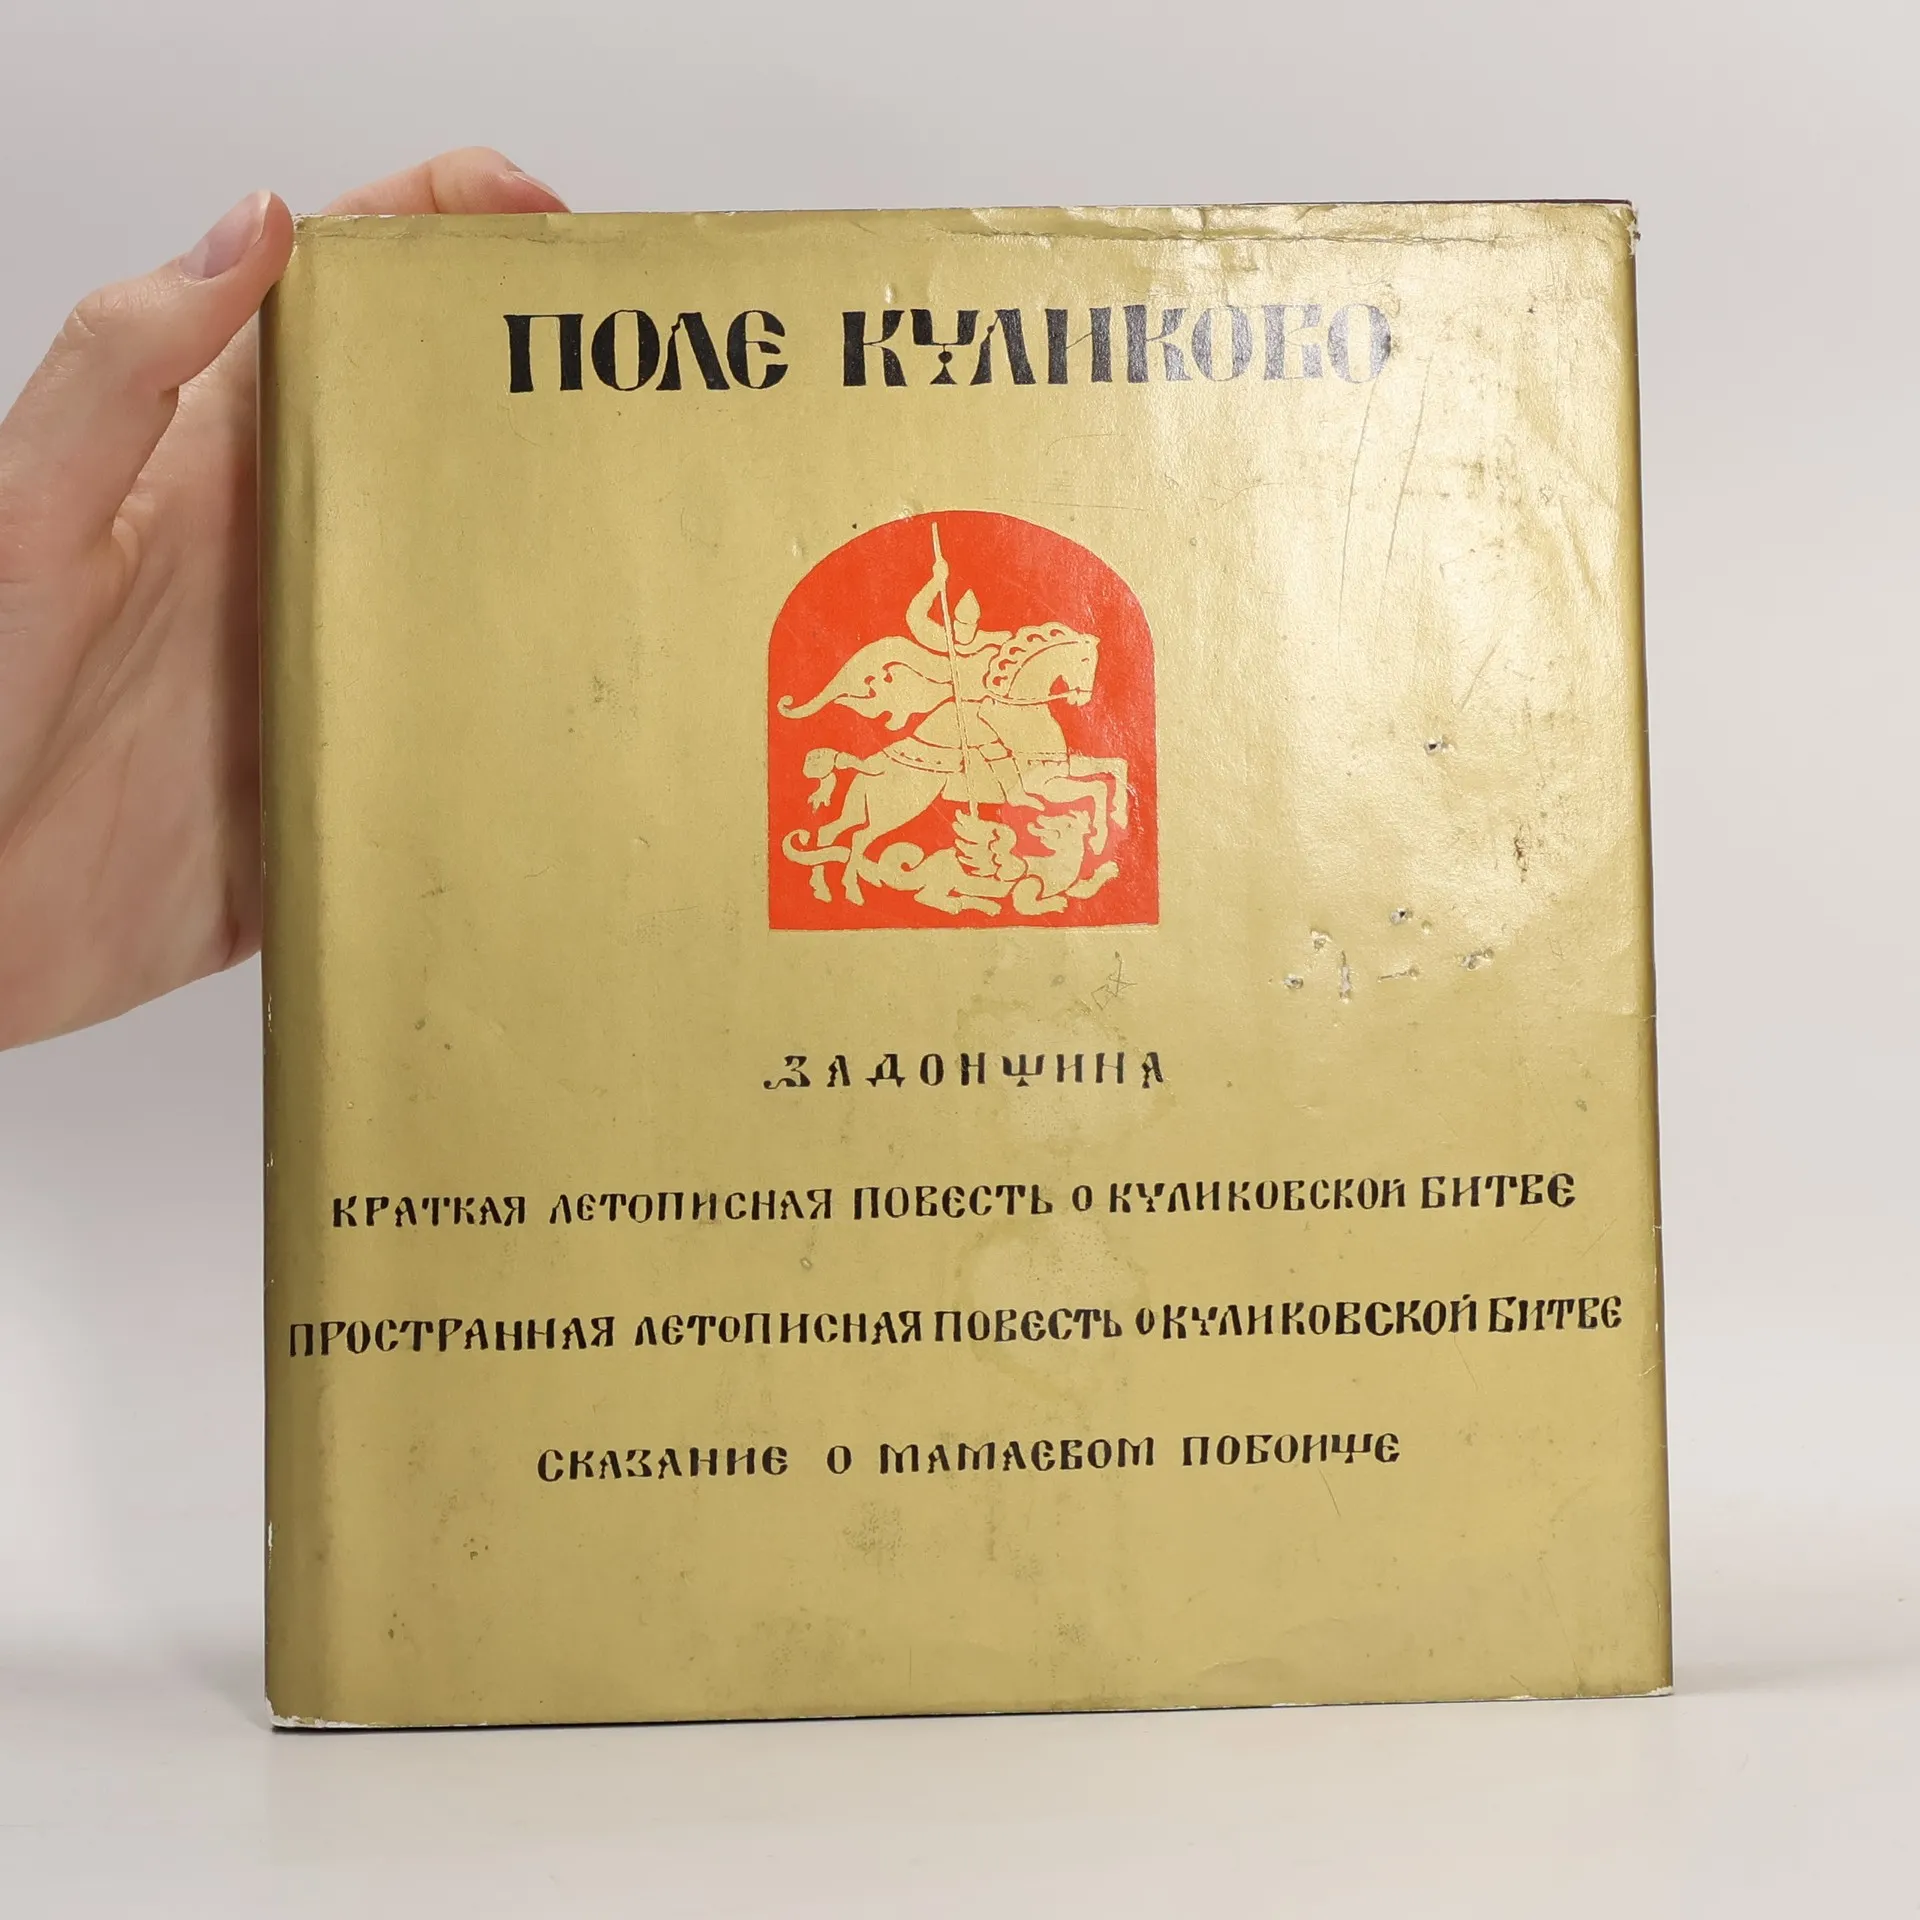 ПОЛЕ КУЛИКОВО
ЗАДОНЩИНА
КРАТКАЯ ЛЕТОПИСНАЯ ПОВЕСТЬ О КУЛИКОВСКОЙ БИТВЕ
ПРОСТРАННАЯ ЛЕТОПИСНАЯ ПОВЕСТЬ О КУЛИКОВСКОЙ БИТВЕ
СКАЗАНИЕ О МАМАЕВОМ ПОБОИЩЕ